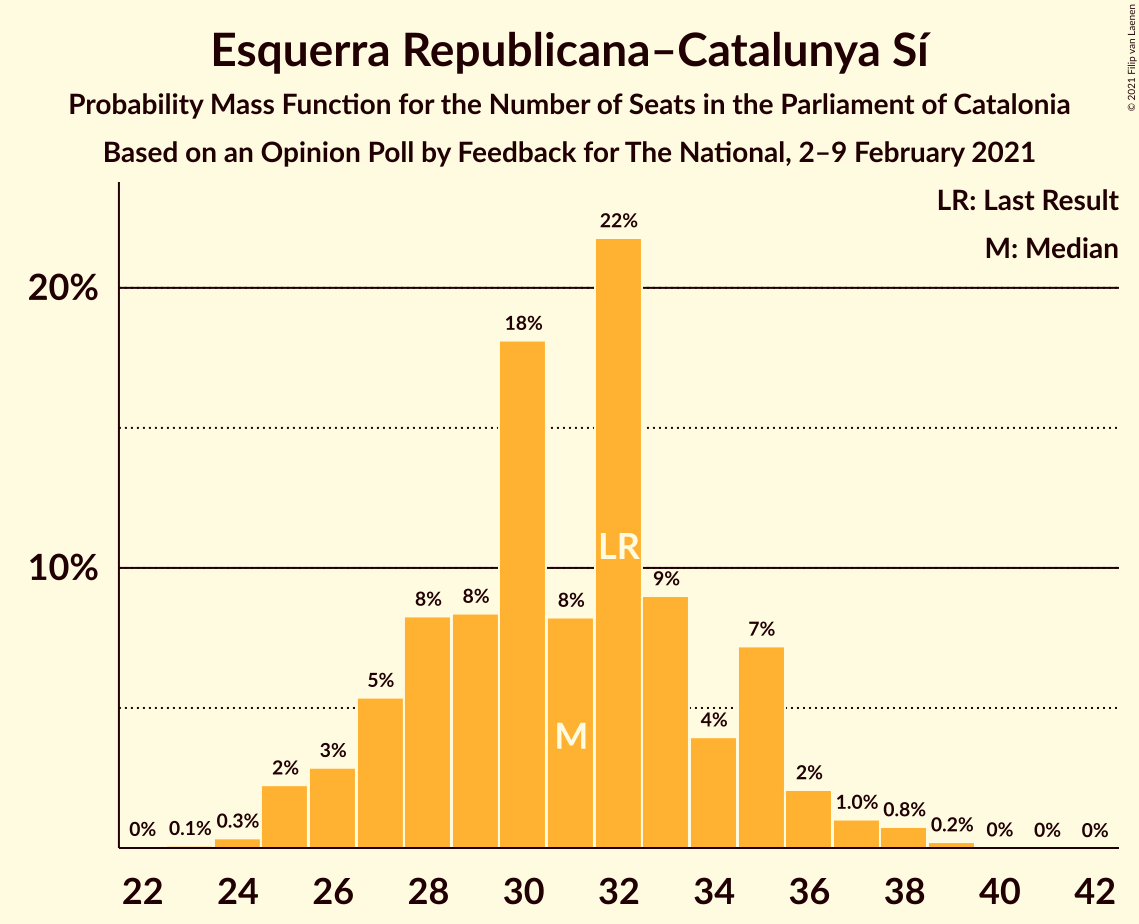 Esquerra Republicana–Catalunya Sí
Probability Mass Function for the Number of Seats in the Parliament of Catalonia
Based on an Opinion Poll by Feedback for The National, 2–9 February 2021
© 2021 Filip van Laenen
LR: Last Result
M: Median
20%
10%
0%
0.1%
0.3%
2%
3%
5%
8%
8%
18%
8%
22%
9%
4%
7%
2%
1.0%
0.8%
0.2%
0%
0%
0%
LR
M
22 24 26 28 30 32 34 36 38 40 42